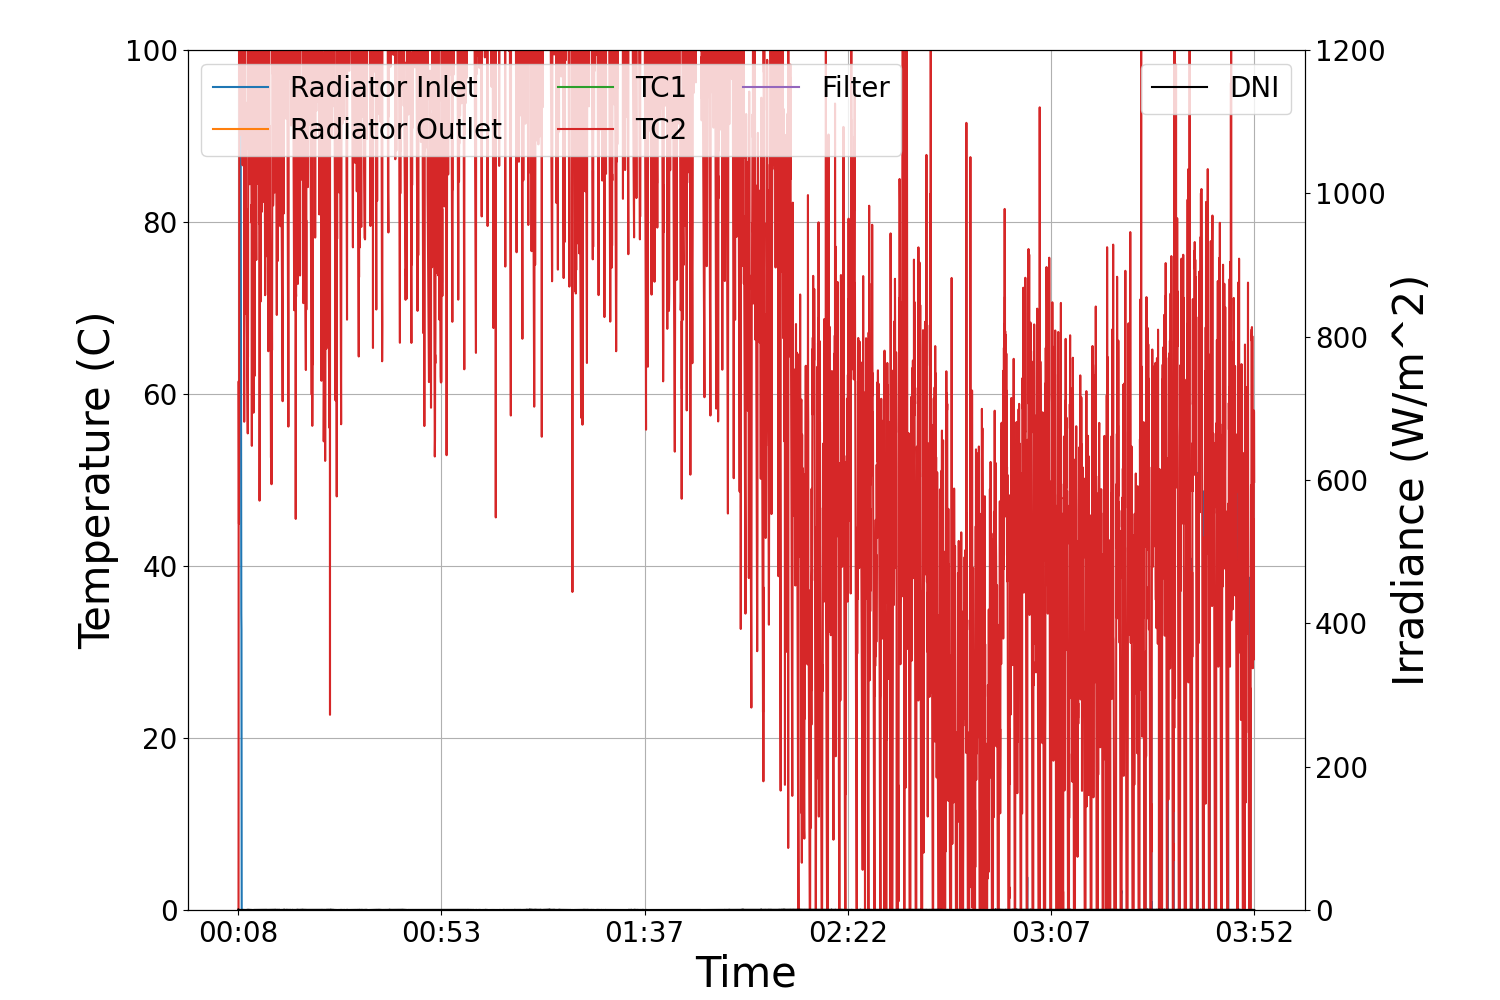 100
80
60
40
20
0
Temperature (C)
Radiator Inlet
Radiator Outlet
TC1
TC2
Filter
DNI
1200
1000
800
600
400
200
0
Irradiance (W/m^2)
00:08
00:53
01:37
02:22
03:07
03:52
Time